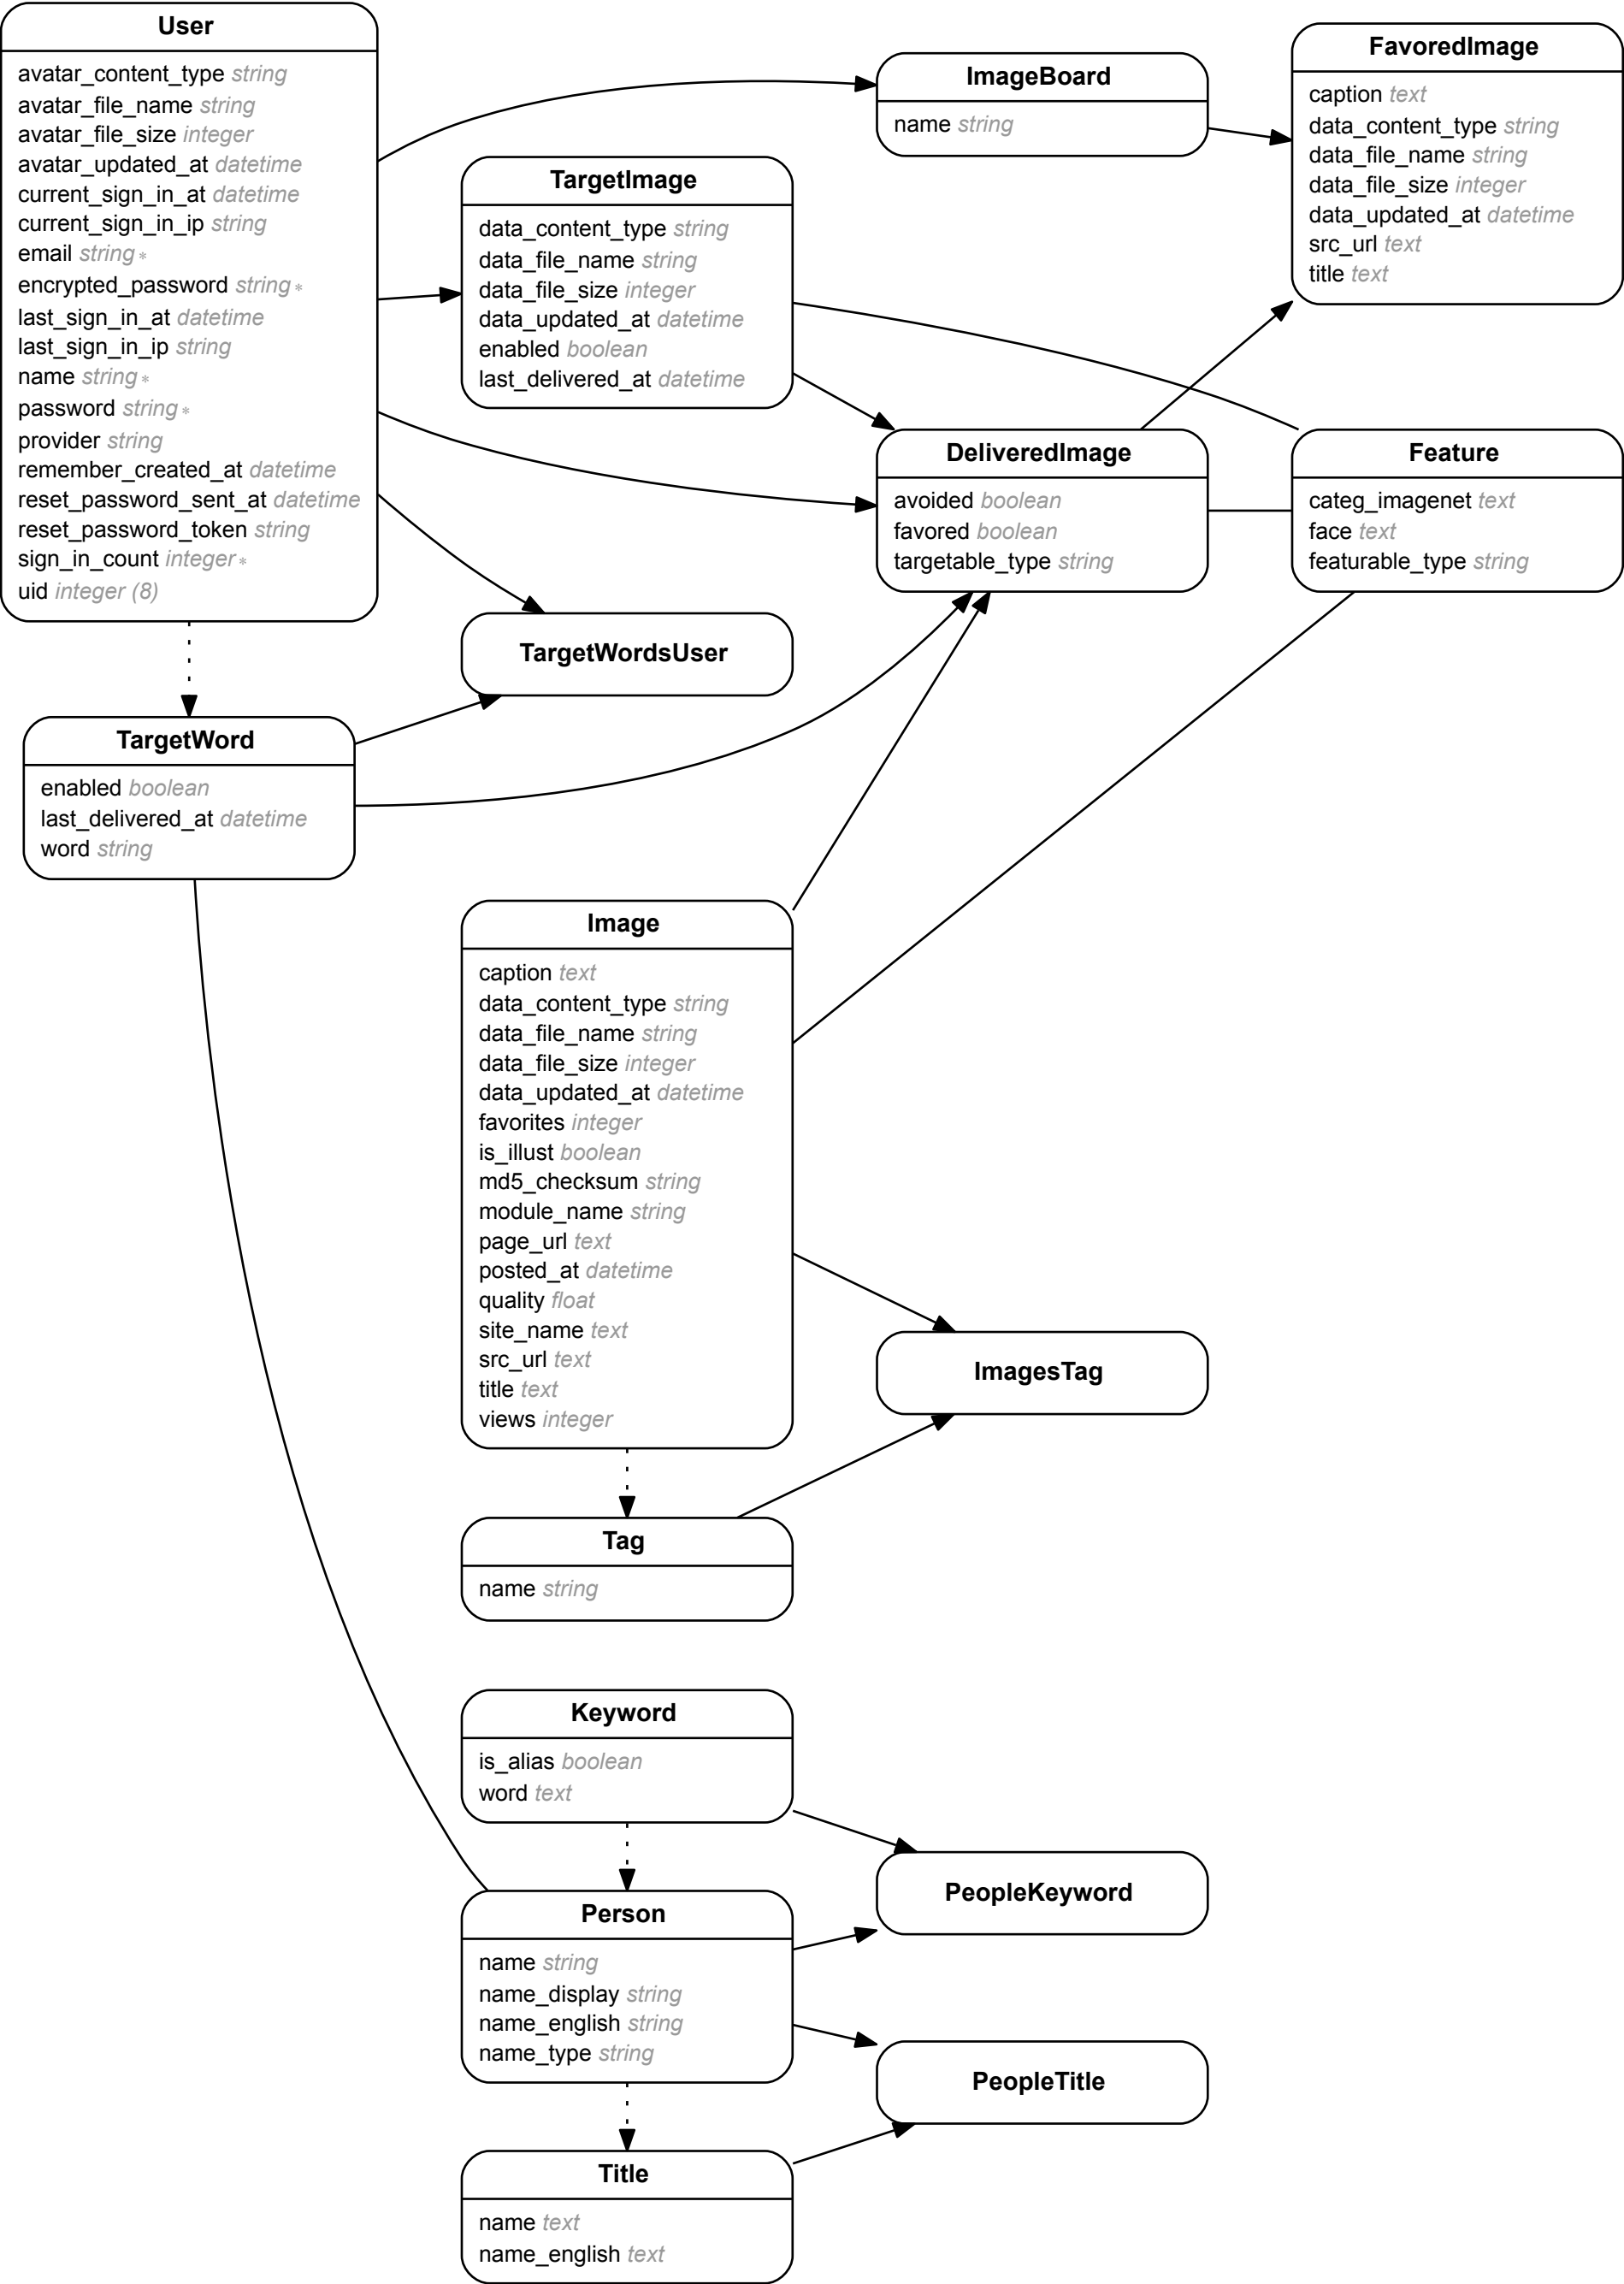 User
avatar_content_type string
avatar_file_name string
avatar_file_size integer
avatar_updated_at datetime
current_sign_in_at datetime
current_sign_in_ip string
email string *
encrypted_password string *
last_sign_in_at datetime
last_sign_in_ip string
name string *
password string *
provider string
remember_created_at datetime
reset_password_sent_at datetime
reset_password_token string
sign_in_count integer *
uid integer (8)
ImageBoard
name string
FavoredImage
caption text
data_content_type string
data_file_name string
data_file_size integer
data_updated_at datetime
src_url text
title text
TargetImage
data_content_type string
data_file_name string
data_file_size integer
data_updated_at datetime
enabled boolean
last_delivered_at datetime
DeliveredImage
avoided boolean
favored boolean
targetable_type string
Feature
categ_imagenet text
face text
featurable_type string
TargetWordsUser
TargetWord
enabled boolean
last_delivered_at datetime
word string
Image
caption text
data_content_type string
data_file_name string
data_file_size integer
data_updated_at datetime
favorites integer
is_illust boolean
md5_checksum string
module_name string
page_url text
posted_at datetime
quality float
site_name text
src_url text
title text
views integer
ImagesTag
Tag
name string
Keyword
is_alias boolean
word text
PeopleKeyword
Person
name string
name_display string
name_english string
name_type string
PeopleTitle
Title
name text
name_english text